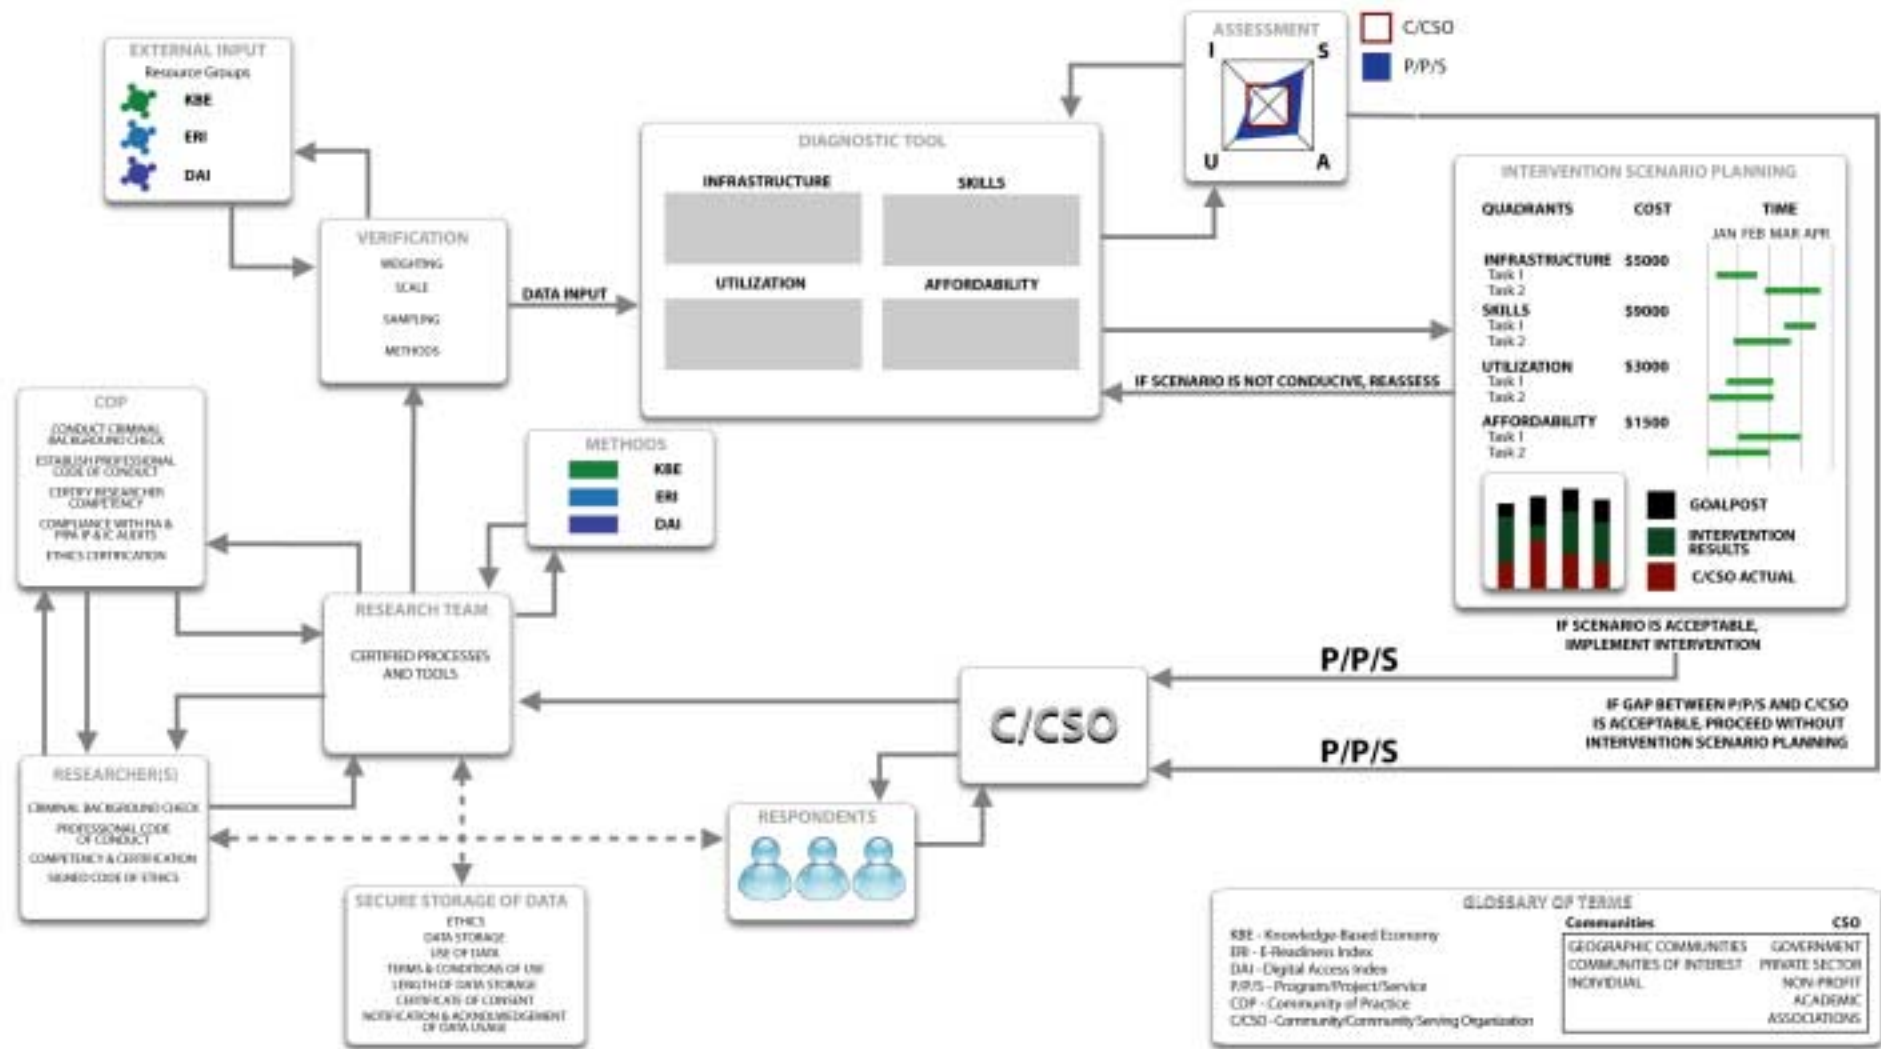 EXTERNAL INPUT
Resource Groups
KBE
ERI
DAI
VERIFICATION
WEIGHTING
SCALE
SAMPLING
METHODS
DATA INPUT
DIAGNOSTIC TOOL
INFRASTRUCTURE
SKILLS
UTILIZATION
AFFORDABILITY
ASSESSMENT
I
S
U
A
C/CSO
P/P/S
INTERVENTION SCENARIO PLANNING
QUADRANTS COST TIME
JAN FEB MAR APR
INFRASTRUCTURE $5000
Task 1
Task 2
SKILLS $9000
Task 1
Task 2
UTILIZATION $3000
Task 1
Task 2
AFFORDABILITY $1500
Task 1
Task 2
GOALPOST
INTERVENTION
RESULTS
C/CSO ACTUAL
IF SCENARIO IS NOT CONDUCIVE, REASSESS
COP
CONDUCT CRIMINAL
BACKGROUND CHECK
ESTABLISH PROFESSIONAL
CODE OF CONDUCT
CERTIFY RESEARCHER
COMPETENCY
COMPLIANCE WITH
& IC AUDITS
ETHICS CERTIFICATION
METHODS
KBE
ERI
DAI
RESEARCH TEAM
CERTIFIED PROCESSES
AND TOOLS
IF SCENARIO IS ACCEPTABLE,
IMPLEMENT INTERVENTION
P/P/S
IF GAP BETWEEN P/P/S AND C/CSO
IS ACCEPTABLE, PROCEED WITHOUT
INTERVENTION SCENARIO PLANNING
P/P/S
C/CSO
RESEARCHER(S)
CRIMINAL BACKGROUND CHECK
PROFESSIONAL CODE
OF CONDUCT
COMPETENCY & CERTIFICATION
SIGNED CODE OF ETHICS
RESPONDENTS
SECURE STORAGE OF DATA
ETHICS
DATA STORAGE
USE OF DATA
TERMS & CONDITIONS OF USE
LENGTH OF DATA STORAGE
CERTIFICATE OF CONSENT
NOTIFICATION & ACKNOLWEDGEMENT
OF DATA USAGE
GLOSSARY OF TERMS
KBE - Knowledge-Based Economy
ERI - E-Readiness Index
DAI - Digital Access Index
P/P/S - Program/Project/Service
COP - Community of Practice
C/CSO - Community/Community Serving Organization
Communities CSO
GEOGRAPHIC COMMUNITIES GOVERNMENT
COMMUNITIES OF INTEREST PRIVATE SECTOR
INDIVIDUAL NON-PROFIT
ACADEMIC
ASSOCIATIONS